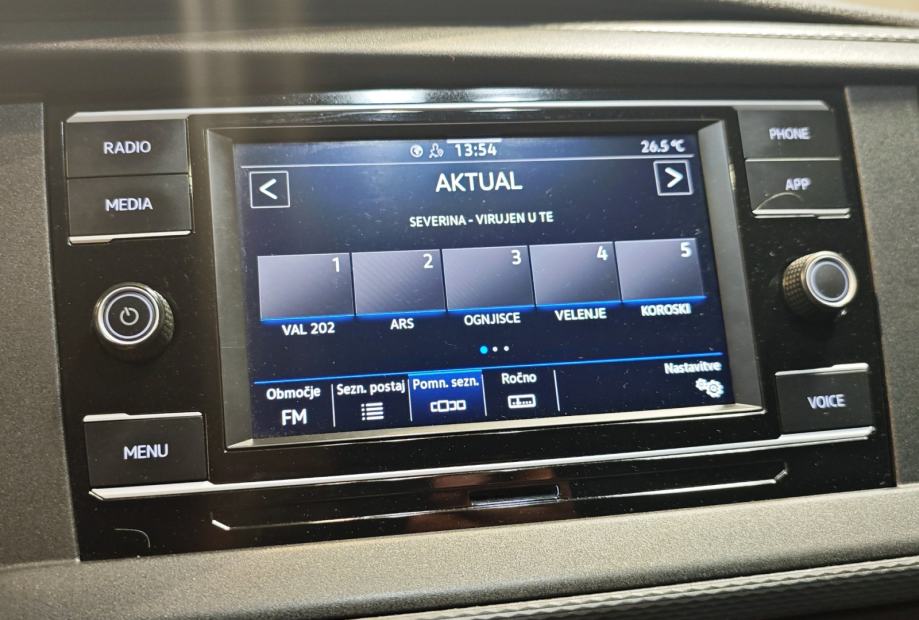 RADIO
MEDIA
MENU
13:54
26.5°C
<
AKTUAL
>
SEVERINA - VIRUJEN U TE
1
2
3
4
5
VAL 202
ARS
OGNJISCE
VELENJE
KOROSKI
Območje
FM
Sezn. postaj
Pomn. sezn.
Ročno
Nastavitve
PHONE
APP
VOICE